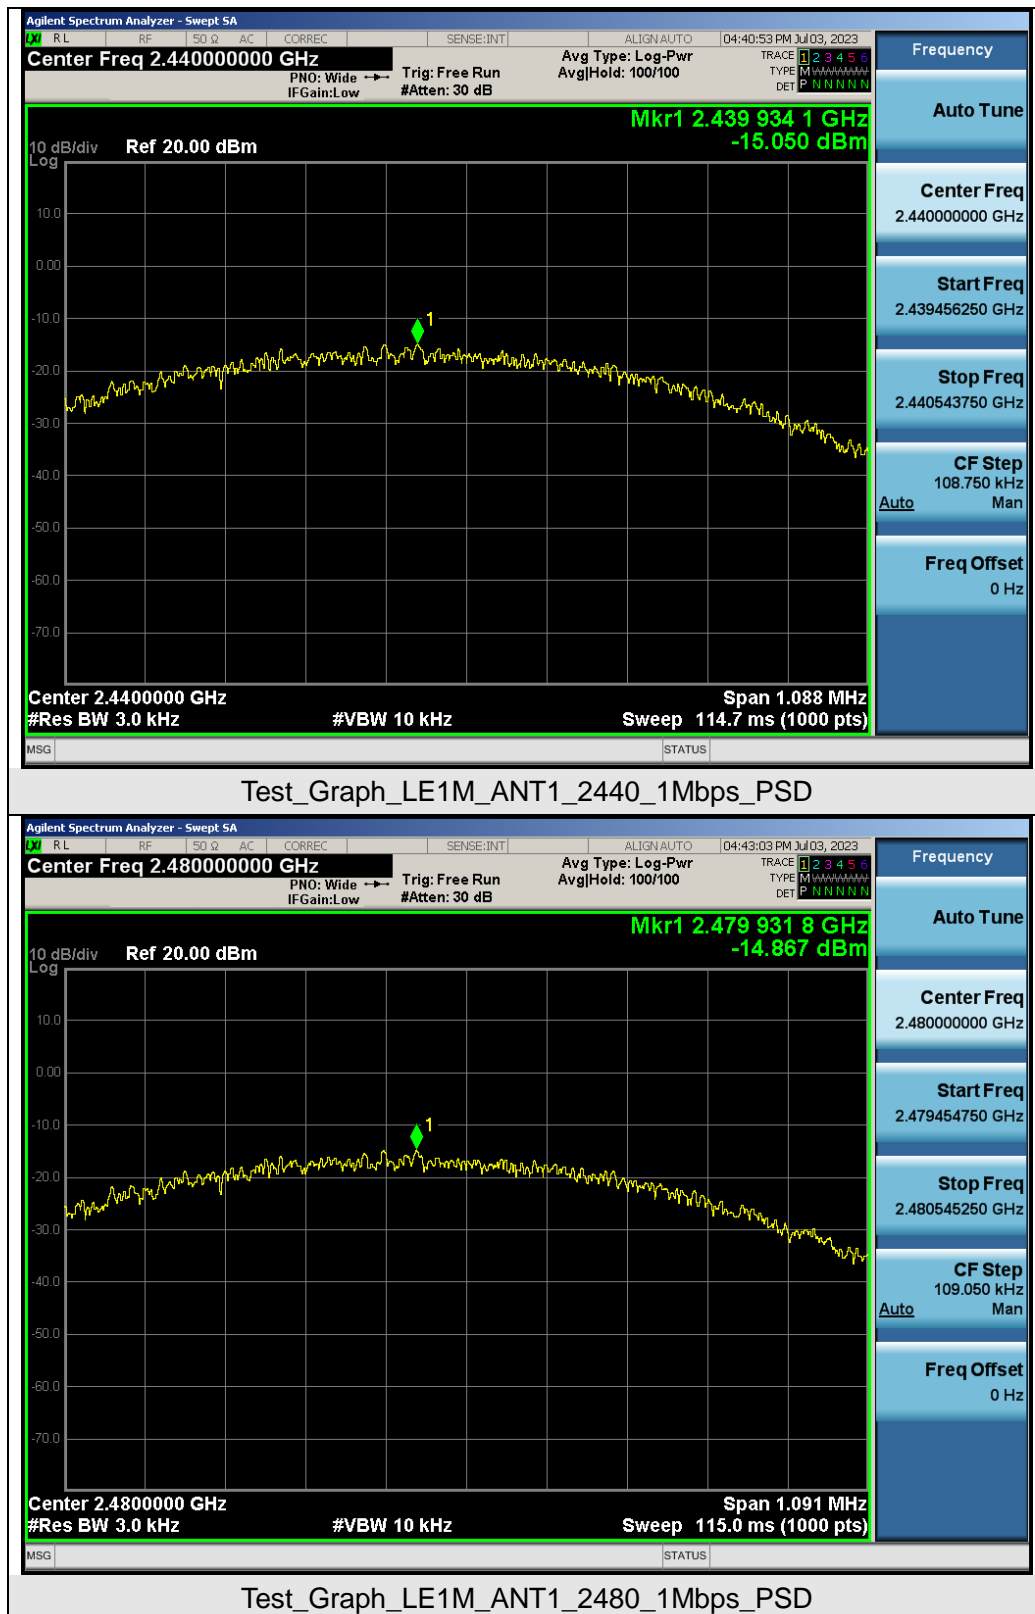 Agilent Spectrum Analyzer - Swept SA
LXI RL RF 50 Ω AC CORREC SENSE:INT ALIGNAUTO 04:40:53 PM Jul 03, 2023
Center Freq 2.440000000 GHz
PNO: Wide
IFGain:Low
Trig: Free Run
#Atten: 30 dB
Avg Type: Log-Pwr
Avg|Hold: 100/100
TRACE 1 2 3 4 5 6
TYPE M WWWWW
DET P N N N N N
Mkr1 2.439 934 1 GHz
-15.050 dBm
10 dB/div Ref 20.00 dBm
Log
10.0
0.00
-10.0
1
-20.0
-30.0
-40.0
-50.0
-60.0
-70.0
Center 2.4400000 GHz Span 1.088 MHz
#Res BW 3.0 kHz #VBW 10 kHz Sweep 114.7 ms (1000 pts)
MSG STATUS
Frequency
Auto Tune
Center Freq
2.440000000 GHz
Start Freq
2.439456250 GHz
Stop Freq
2.440543750 GHz
CF Step
108.750 kHz
Auto Man
Freq Offset
0 Hz
Test_Graph_LE1M_ANT1_2440_1Mbps_PSD
Agilent Spectrum Analyzer - Swept SA
LXI RL RF 50 Ω AC CORREC SENSE:INT ALIGNAUTO 04:43:03 PM Jul 03, 2023
Center Freq 2.480000000 GHz
PNO: Wide
IFGain:Low
Trig: Free Run
#Atten: 30 dB
Avg Type: Log-Pwr
Avg|Hold: 100/100
TRACE 1 2 3 4 5 6
TYPE M WWWWW
DET P N N N N N
Mkr1 2.479 931 8 GHz
-14.867 dBm
10 dB/div Ref 20.00 dBm
Log
10.0
0.00
-10.0
1
-20.0
-30.0
-40.0
-50.0
-60.0
-70.0
Center 2.4800000 GHz Span 1.091 MHz
#Res BW 3.0 kHz #VBW 10 kHz Sweep 115.0 ms (1000 pts)
MSG STATUS
Frequency
Auto Tune
Center Freq
2.480000000 GHz
Start Freq
2.479454750 GHz
Stop Freq
2.480545250 GHz
CF Step
109.050 kHz
Auto Man
Freq Offset
0 Hz
Test_Graph_LE1M_ANT1_2480_1Mbps_PSD